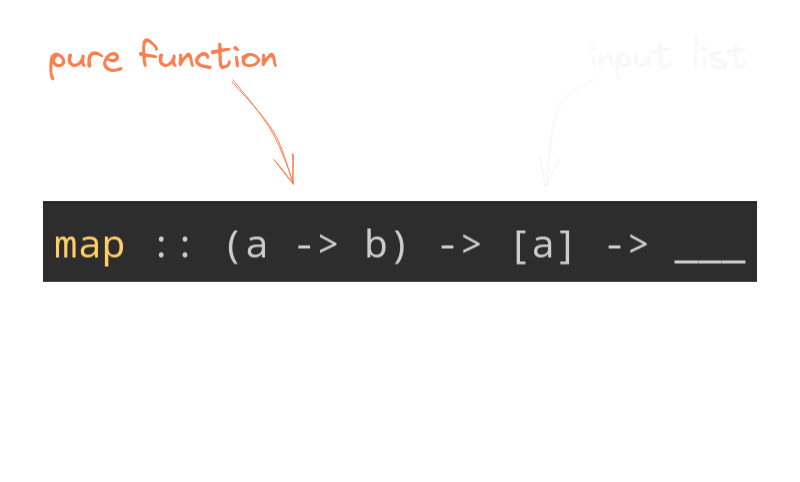 pure function
input list
map :: (a -> b) -> [a] -> ___